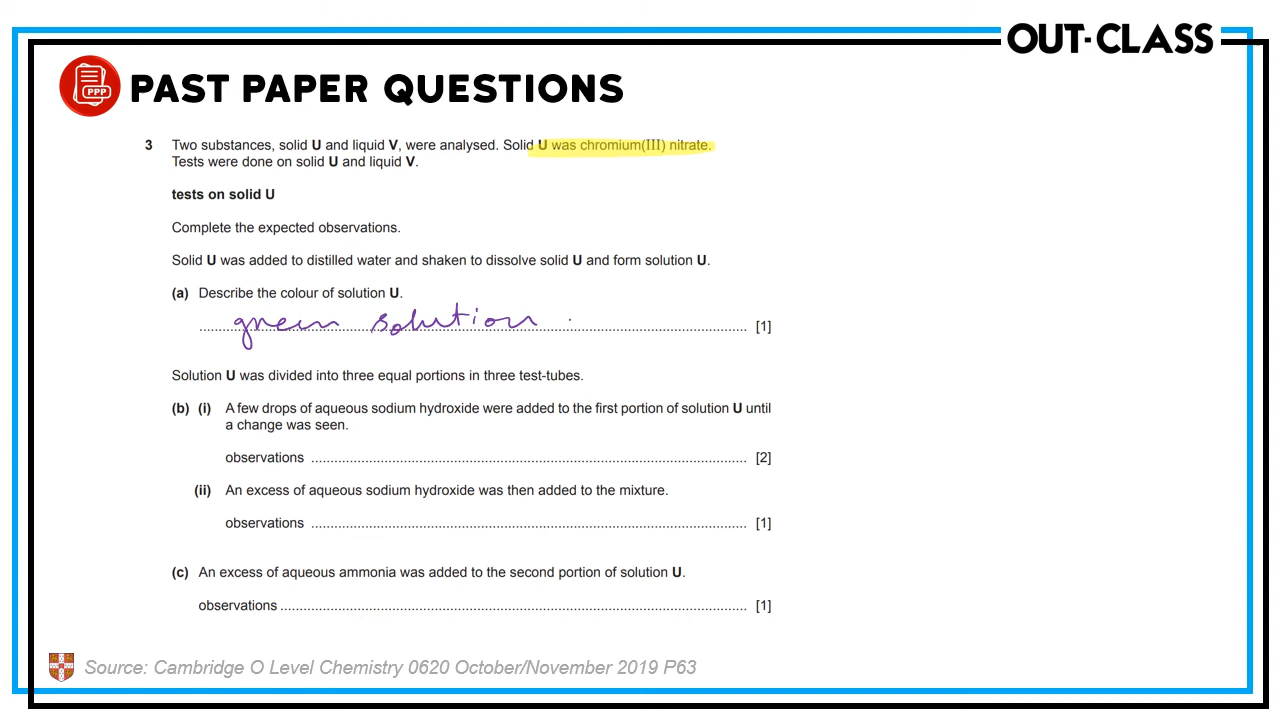 OUT-CLASS
PPP
PAST PAPER QUESTIONS
3 Two substances, solid U and liquid V, were analysed. Solid U was chromium(III) nitrate.
Tests were done on solid U and liquid V.
tests on solid U
Complete the expected observations.
Solid U was added to distilled water and shaken to dissolve solid U and form solution U.
(a) Describe the colour of solution U.
green solution [1]
Solution U was divided into three equal portions in three test-tubes.
(b) (i) A few drops of aqueous sodium hydroxide were added to the first portion of solution U until
a change was seen.
observations ........................................ [2]
(ii) An excess of aqueous sodium hydroxide was then added to the mixture.
observations ........................................ [1]
(c) An excess of aqueous ammonia was added to the second portion of solution U.
observations ........................................ [1]
Source: Cambridge O Level Chemistry 0620 October/November 2019 P63